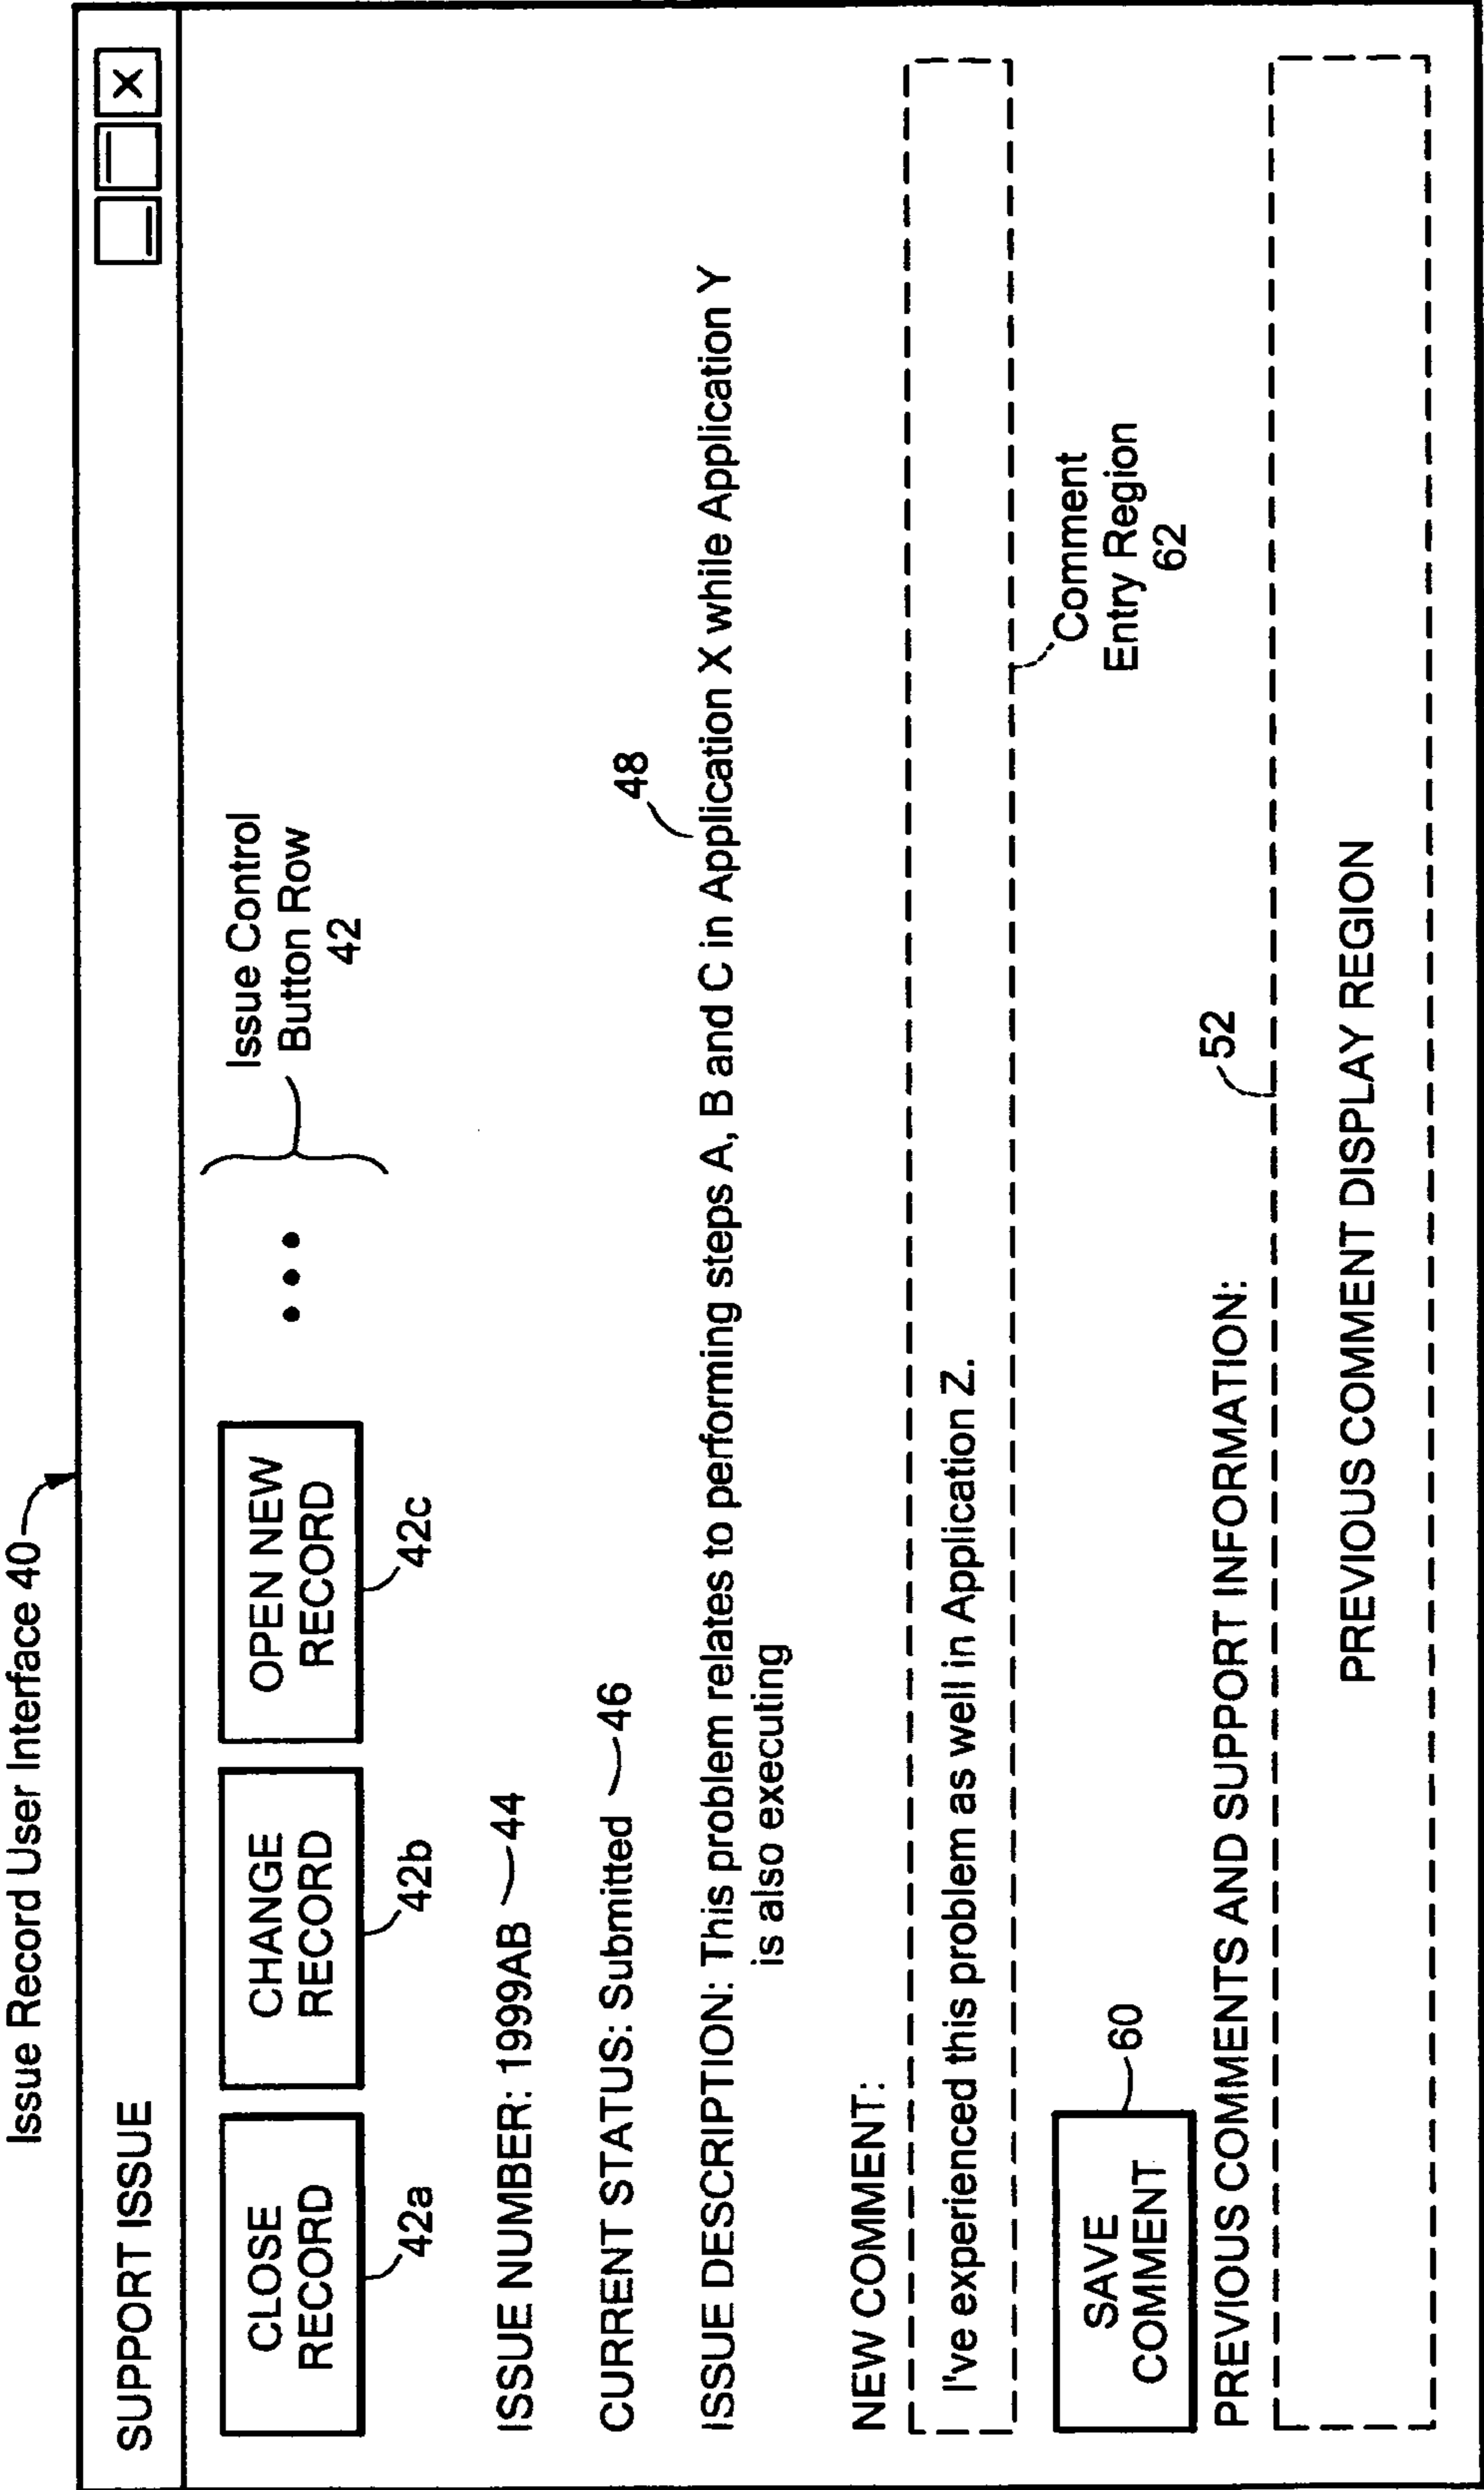 Issue Record User Interface 40
SUPPORT ISSUE
X
CLOSE
RECORD
42a
CHANGE
RECORD
42b
OPEN NEW
RECORD
42c
• • •
Issue Control
Button Row
42
ISSUE NUMBER: 1999AB
44
CURRENT STATUS: Submitted
46
48
ISSUE DESCRIPTION: This problem relates to performing steps A, B and C in Application X while Application Y
is also executing
NEW COMMENT:
I've experienced this problem as well in Application Z.
Comment
Entry Region
62
SAVE
COMMENT
60
PREVIOUS COMMENTS AND SUPPORT INFORMATION:
52
PREVIOUS COMMENT DISPLAY REGION